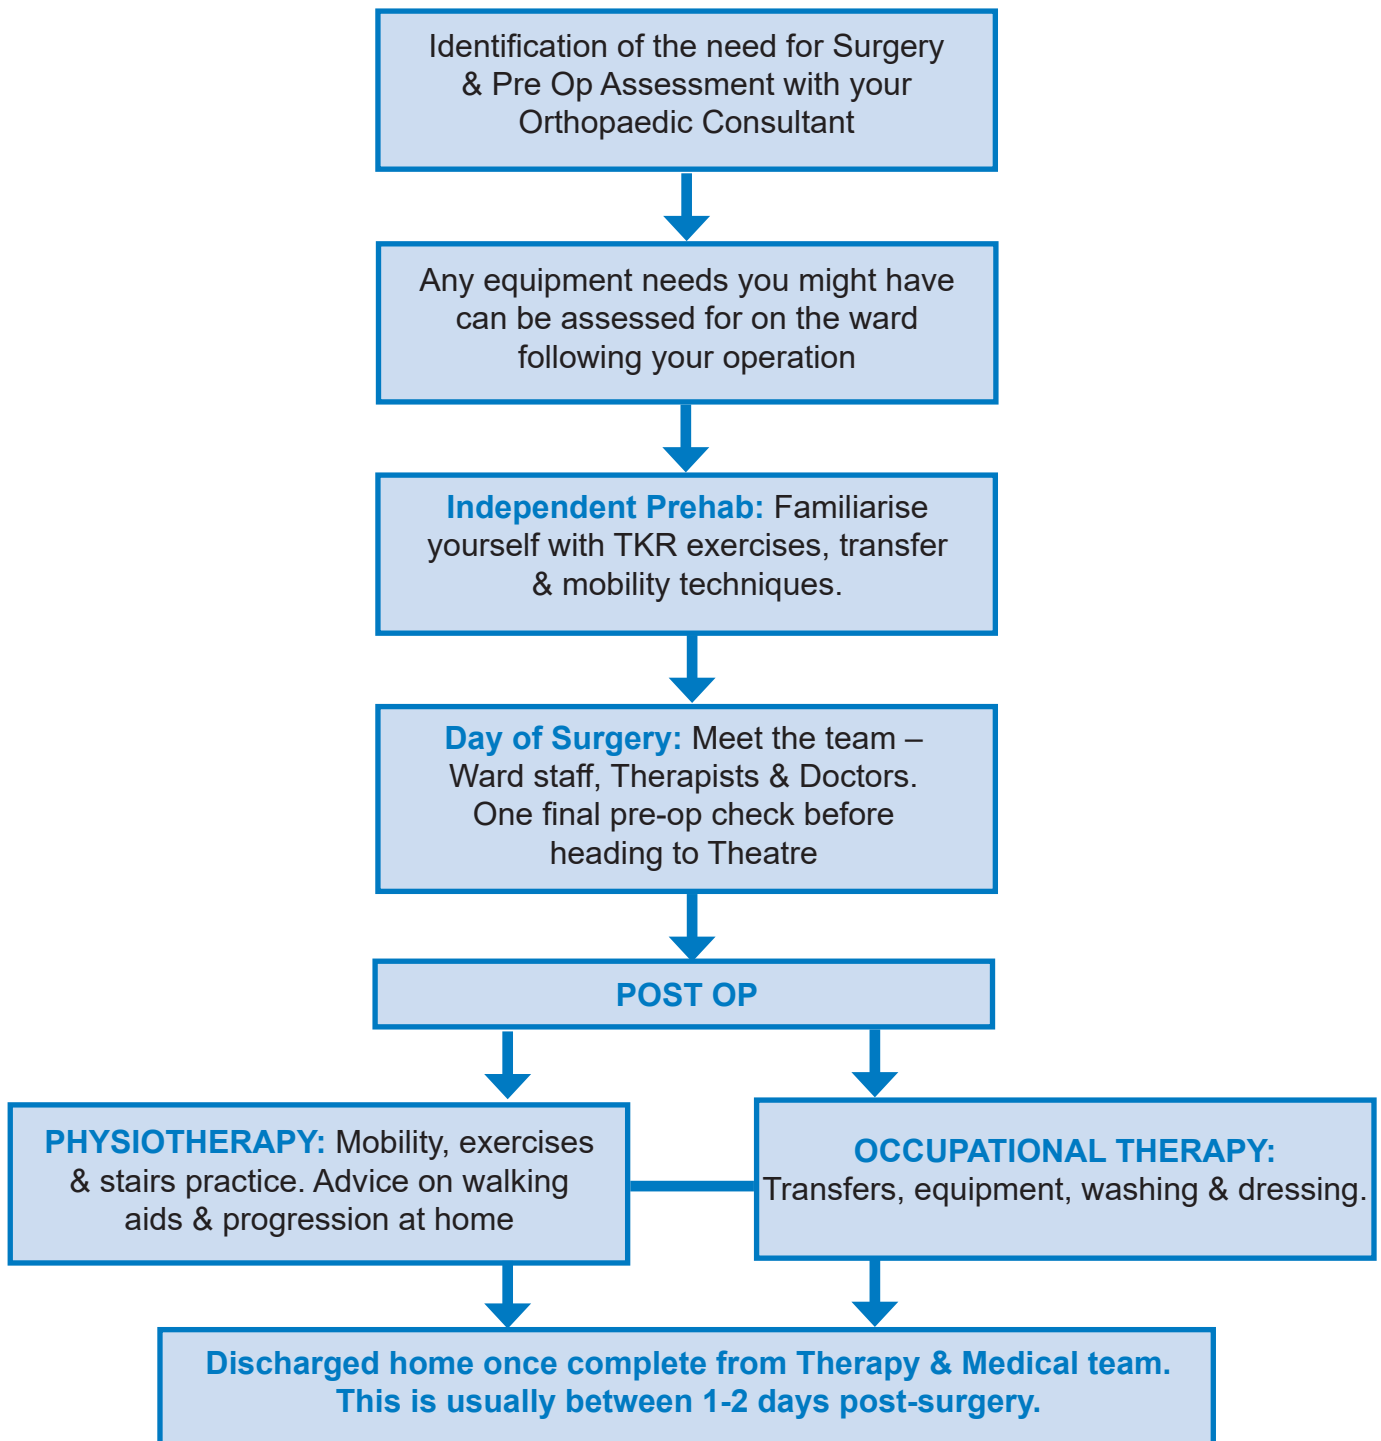 Identification of the need for Surgery
& Pre Op Assessment with your
Orthopaedic Consultant
Any equipment needs you might have
can be assessed for on the ward
following your operation
Independent Prehab: Familiarise
yourself with TKR exercises, transfer
& mobility techniques.
Day of Surgery: Meet the team –
Ward staff, Therapists & Doctors.
One final pre-op check before
heading to Theatre
POST OP
PHYSIOTHERAPY: Mobility, exercises
& stairs practice. Advice on walking
aids & progression at home
OCCUPATIONAL THERAPY:
Transfers, equipment, washing & dressing.
Discharged home once complete from Therapy & Medical team.
This is usually between 1-2 days post-surgery.